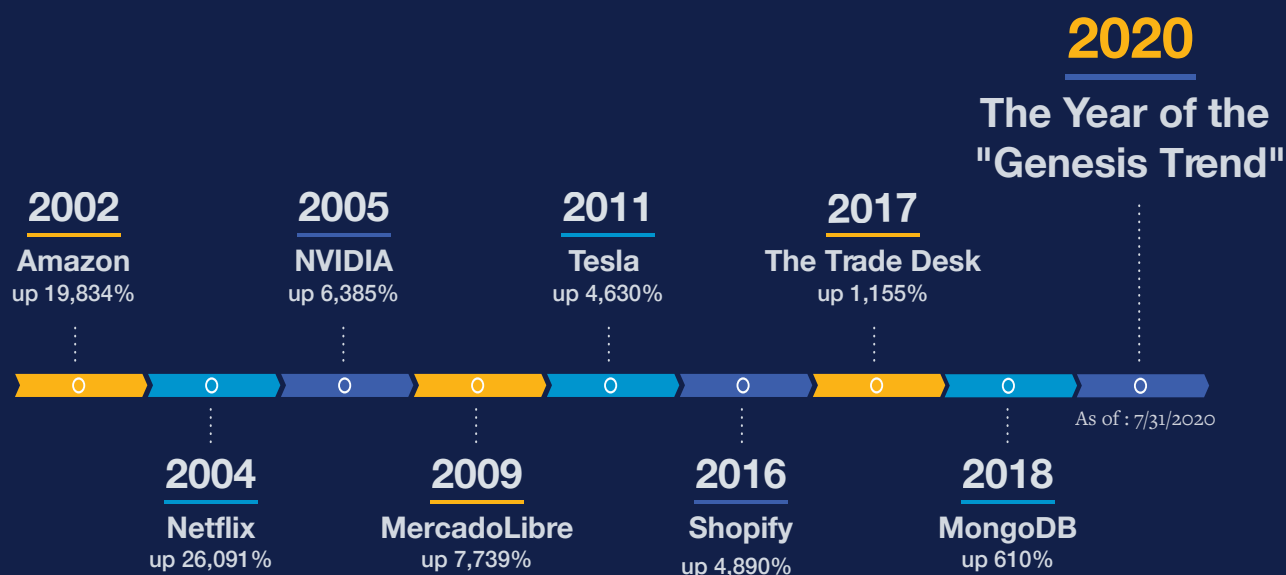 2020
The Year of the
"Genesis Trend"
2002
Amazon
up 19,834%
2005
NVIDIA
up 6,385%
2011
Tesla
up 4,630%
2017
The Trade Desk
up 1,155%
As of : 7/31/2020
2004
Netflix
up 26,091%
2009
MercadoLibre
up 7,739%
2016
Shopify
up 4,890%
2018
MongoDB
up 610%